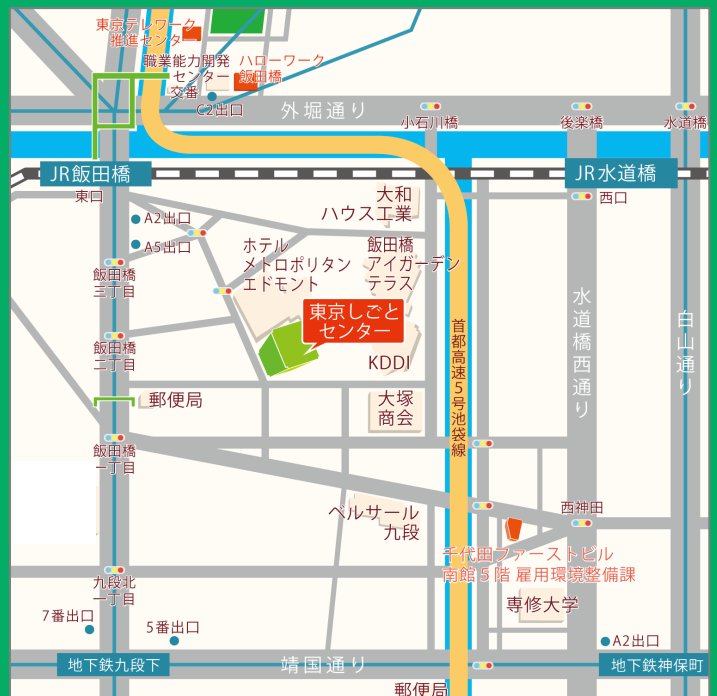 東京テレワーク
推進センター
職業能力開発
センター
ハローワーク
飯田橋
交番
C2出口
外堀通り
小石川橋
後楽橋
水道橋
JR飯田橋
JR水道橋
東口
西口
大和
ハウス工業
A2出口
A5出口
ホテル
メトロポリタン
エドモント
飯田橋
アイガーデン
テラス
飯田橋
三丁目
東京しごと
センター
水道橋西通り
白山通り
首都高速5号池袋線
飯田橋
二丁目
KDDI
郵便局
大塚
商会
飯田橋
一丁目
ベルサール
九段
西神田
千代田ファーストビル
南館5階 雇用環境整備課
九段北
一丁目
専修大学
7番出口
5番出口
A2出口
地下鉄九段下
靖国通り
地下鉄神保町
郵便局